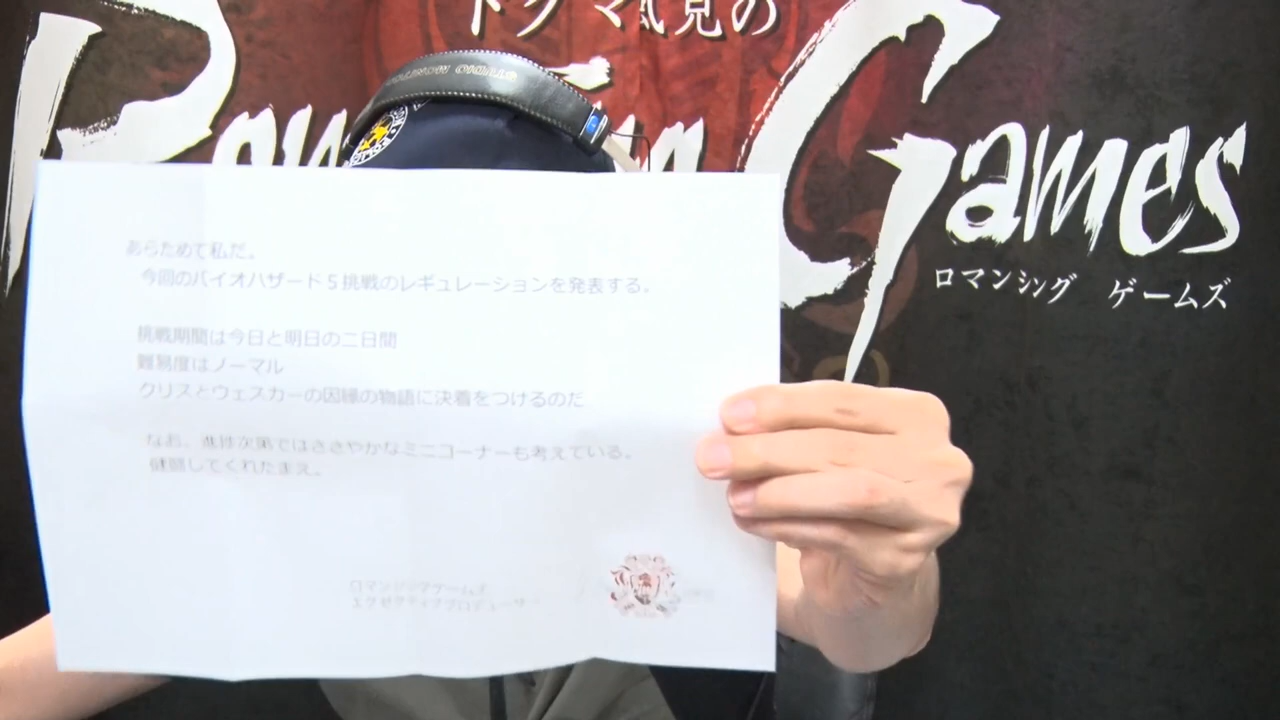 ドグマ風見の
Games
ロマンシング ゲームズ
STUDIO MONITOR
あらためて私だ。
今回のバイオハザード5挑戦のレギュレーションを発表する。
挑戦期間は今日と明日の二日間
難易度はノーマル
クリスとウェスカーの因縁の物語に決着をつけるのだ
なお、進捗次第ではささやかなミニコーナーも考えている。
健闘してくれたまえ。
ロマンシングゲームズ
エグゼクティブプロデューサー